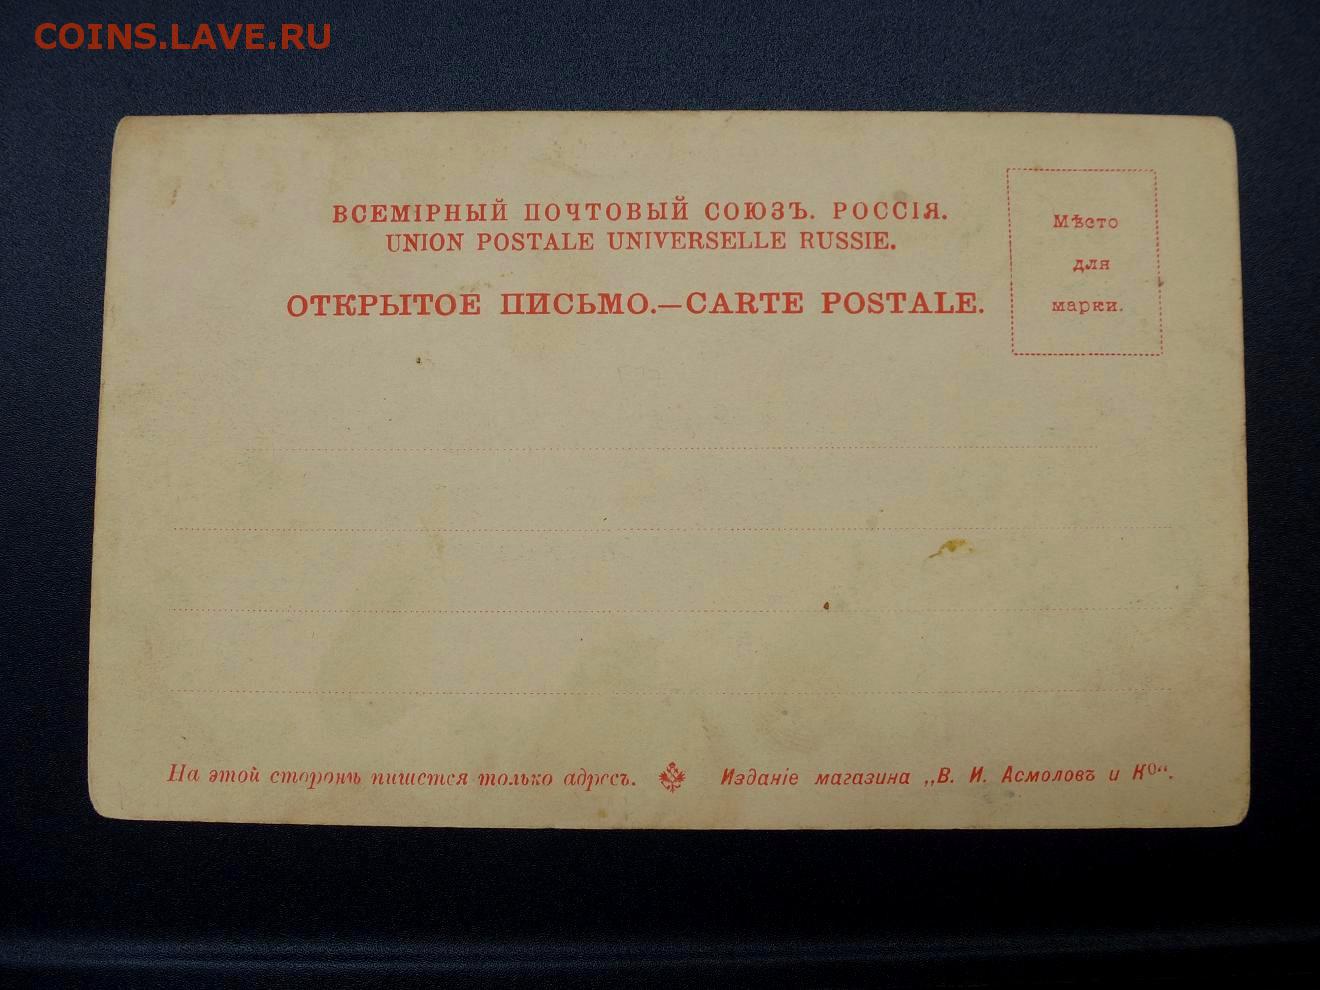 COINS.LAVE.RU
ВСЕМІРНЫЙ ПОЧТОВЫЙ СОЮЗЪ. РОССІЯ.
UNION POSTALE UNIVERSELLE RUSSIE.
ОТКРЫТОЕ ПИСЬМО.—CARTE POSTALE.
Мѣсто
для
марки.
На этой сторонѣ пишется только адресъ. Изданіе магазина „В. И. Асмоловъ и Кº“.